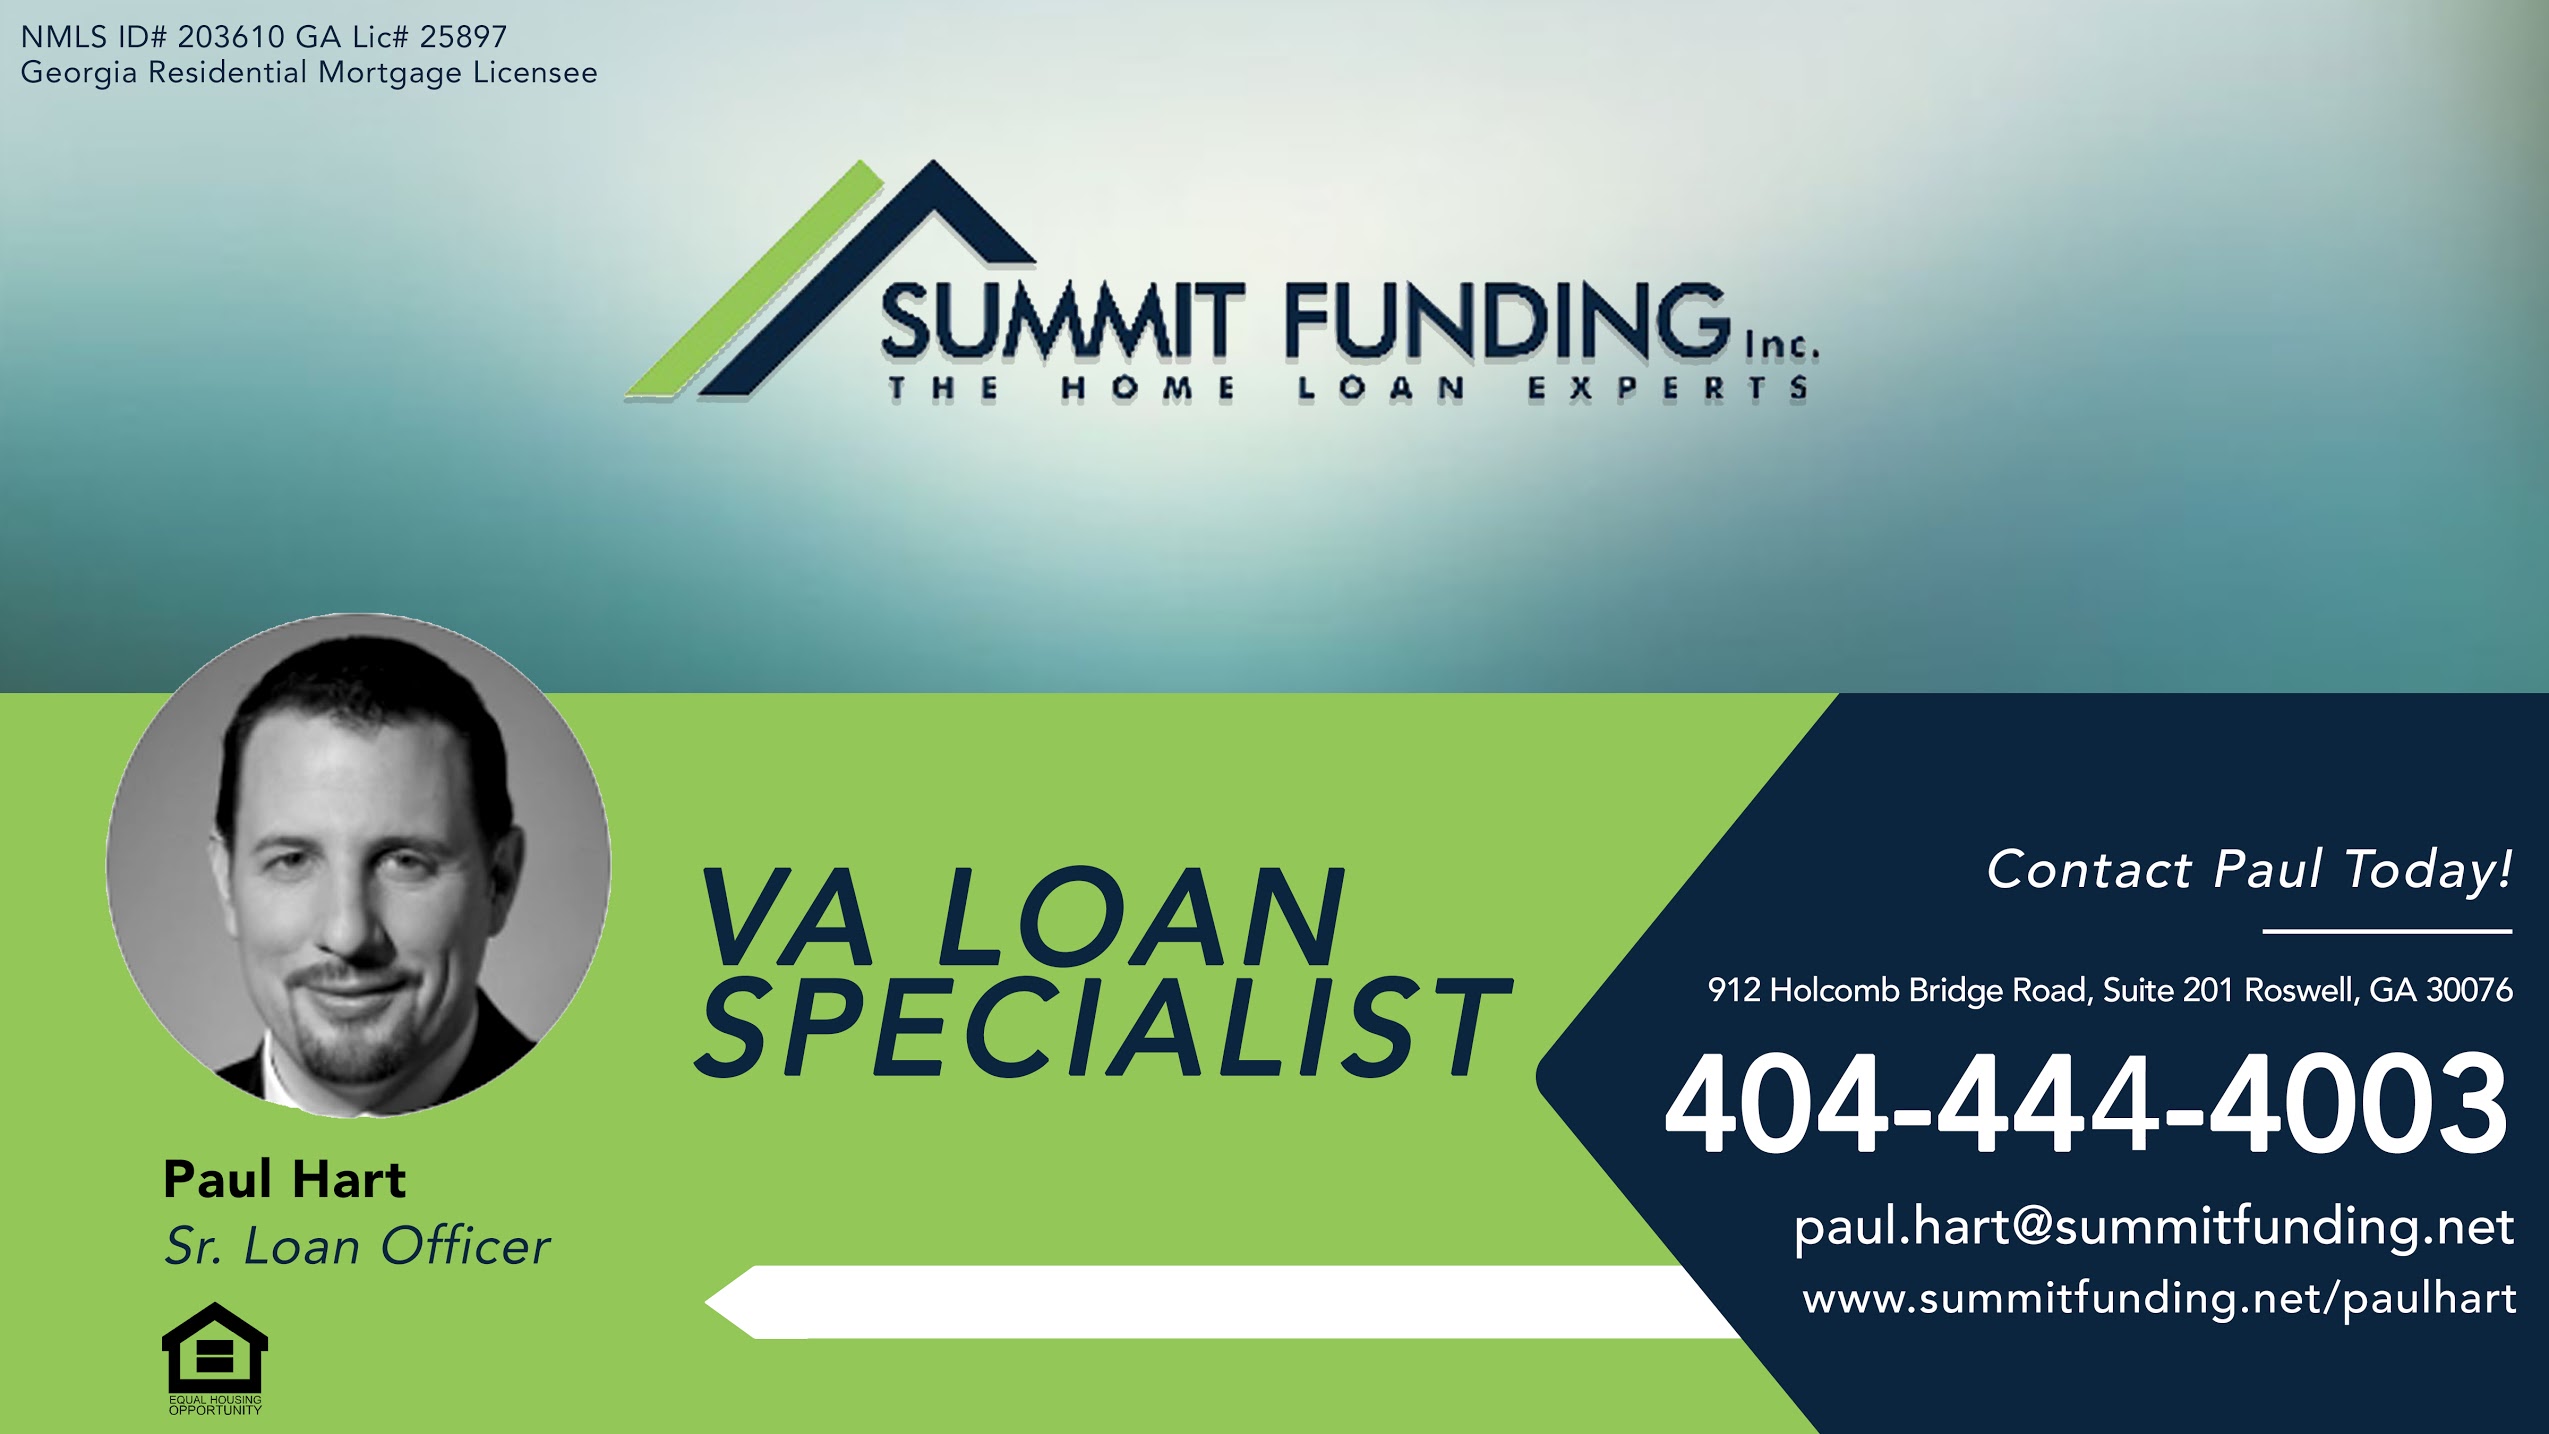 NMLS ID# 203610 GA Lic# 25897
Georgia Residential Mortgage Licensee
SUMMIT FUNDING Inc.
THE HOME LOAN EXPERTS
VA LOAN
SPECIALIST
Paul Hart
Sr. Loan Officer
EQUAL HOUSING
OPPORTUNITY
Contact Paul Today!
912 Holcomb Bridge Road, Suite 201 Roswell, GA 30076
404-444-4003
paul.hart@summitfunding.net
www.summitfunding.net/paulhart